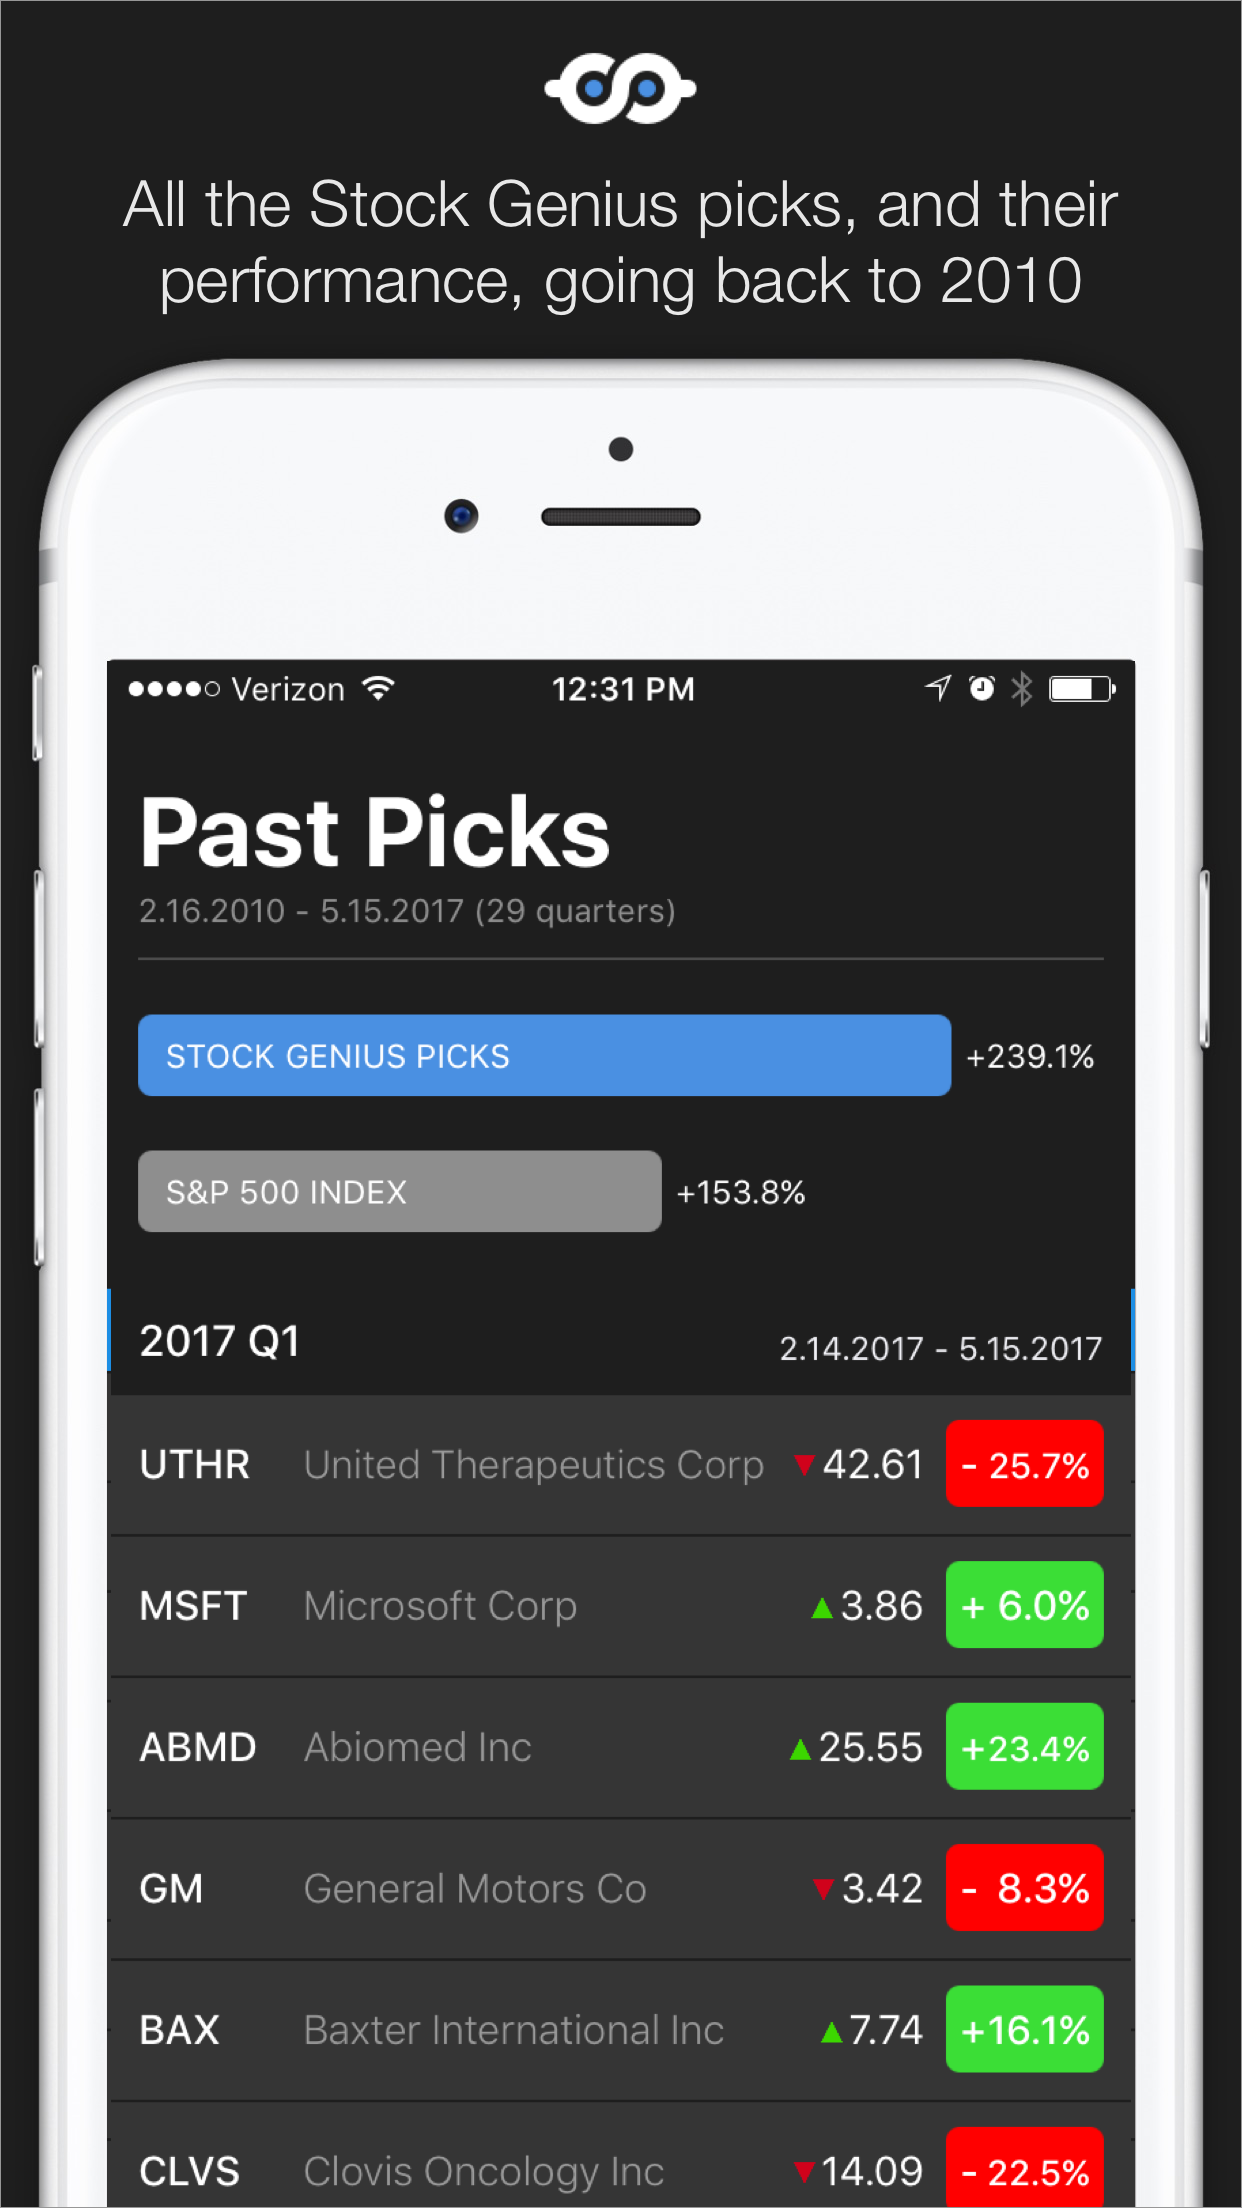 All the Stock Genius picks, and their
performance, going back to 2010
Verizon 12:31 PM
Past Picks
2.16.2010 - 5.15.2017 (29 quarters)
STOCK GENIUS PICKS +239.1%
S&P 500 INDEX +153.8%
2017 Q1 2.14.2017 - 5.15.2017
UTHR United Therapeutics Corp ▼42.61 - 25.7%
MSFT Microsoft Corp ▲3.86 + 6.0%
ABMD Abiomed Inc ▲25.55 +23.4%
GM General Motors Co ▼3.42 - 8.3%
BAX Baxter International Inc ▲7.74 +16.1%
CLVS Clovis Oncology Inc ▼14.09 - 22.5%